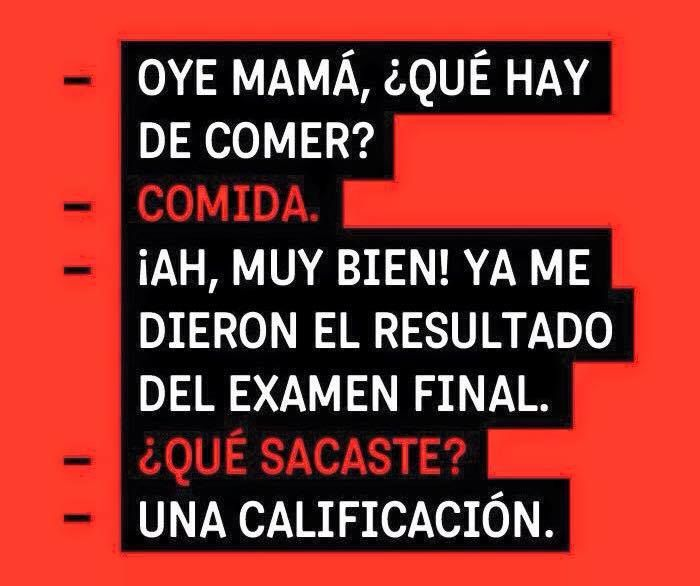 - OYE MAMÁ, ¿QUÉ HAY
DE COMER?
- COMIDA.
- ¡AH, MUY BIEN! YA ME
DIERON EL RESULTADO
DEL EXAMEN FINAL.
- ¿QUÉ SACASTE?
- UNA CALIFICACIÓN.